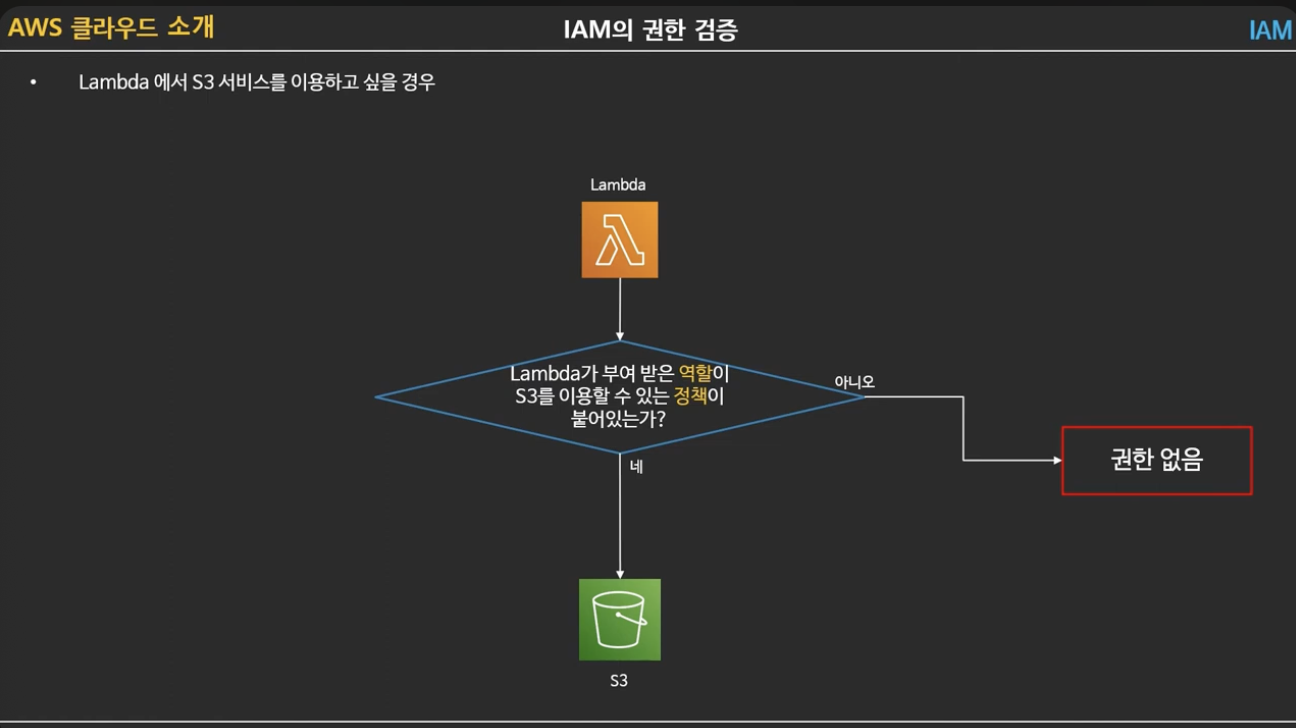 AWS 클라우드 소개
IAM의 권한 검증
IAM
• Lambda 에서 S3 서비스를 이용하고 싶을 경우
Lambda
Lambda가 부여 받은 역할이
S3를 이용할 수 있는 정책이
붙어있는가?
아니오
네
권한 없음
S3